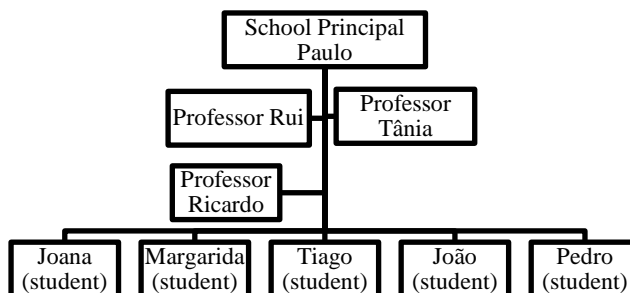 School Principal
Paulo
Professor Rui
Professor
Tânia
Professor
Ricardo
Joana
(student)
Margarida
(student)
Tiago
(student)
João
(student)
Pedro
(student)